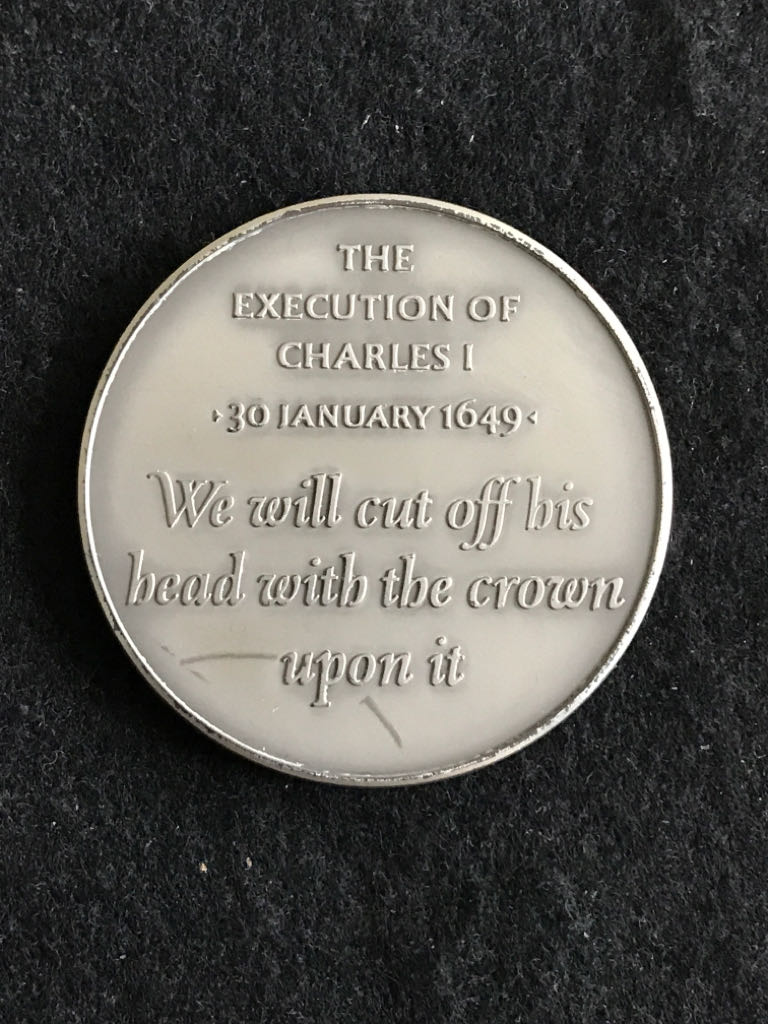 THE
EXECUTION OF
CHARLES I
·30 JANUARY 1649·
We will cut off his
head with the crown
upon it